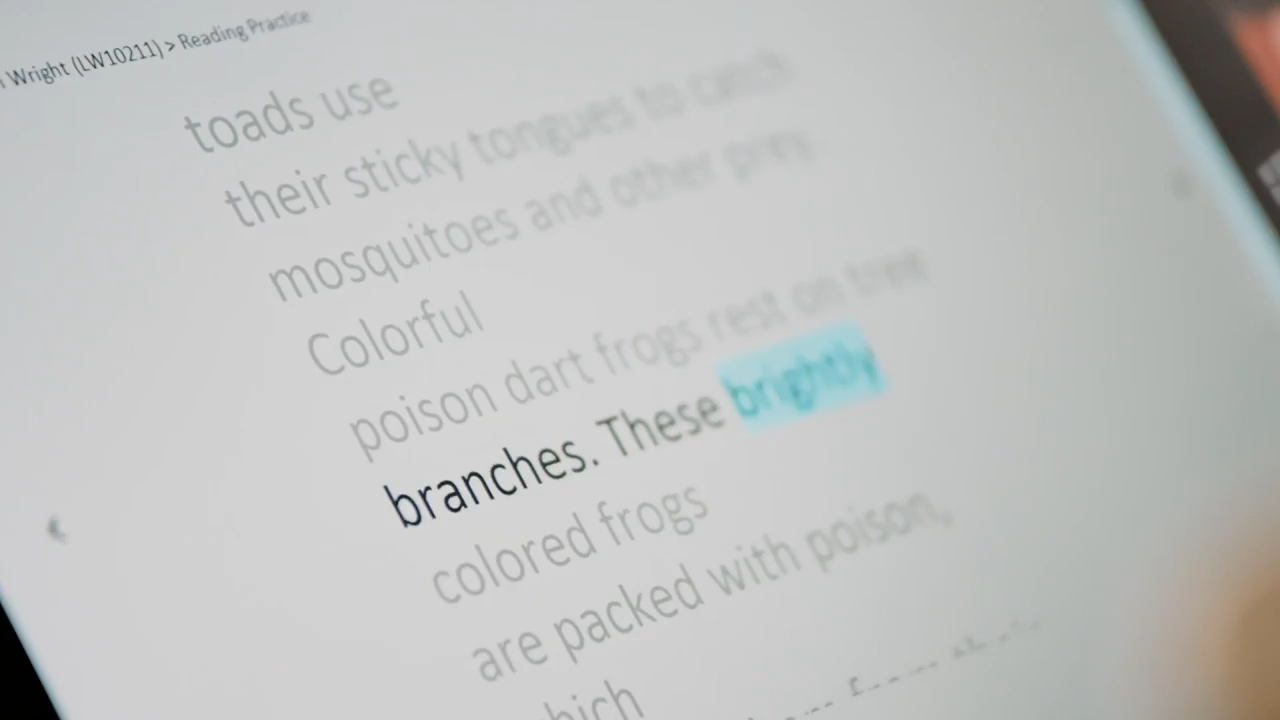 Wright (LW10211) > Reading Practice
toads use
their sticky tongues to catch
mosquitoes and other prey.
Colorful
poison dart frogs rest on tree
branches. These brightly
colored frogs
are packed with poison,